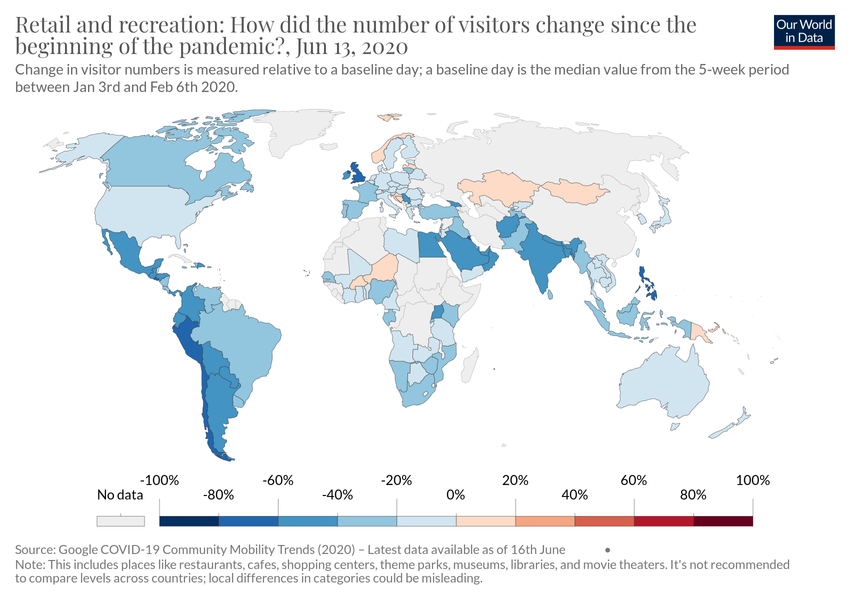 Retail and recreation: How did the number of visitors change since the
beginning of the pandemic?, Jun 13, 2020
Our World
in Data
Change in visitor numbers is measured relative to a baseline day; a baseline day is the median value from the 5-week period
between Jan 3rd and Feb 6th 2020.
-100% -60% -20% 20% 60% 100%
No data -80% -40% 0% 40% 80%
Source: Google COVID-19 Community Mobility Trends (2020) – Latest data available as of 16th June
Note: This includes places like restaurants, cafes, shopping centers, theme parks, museums, libraries, and movie theaters. It's not recommended
to compare levels across countries; local differences in categories could be misleading.